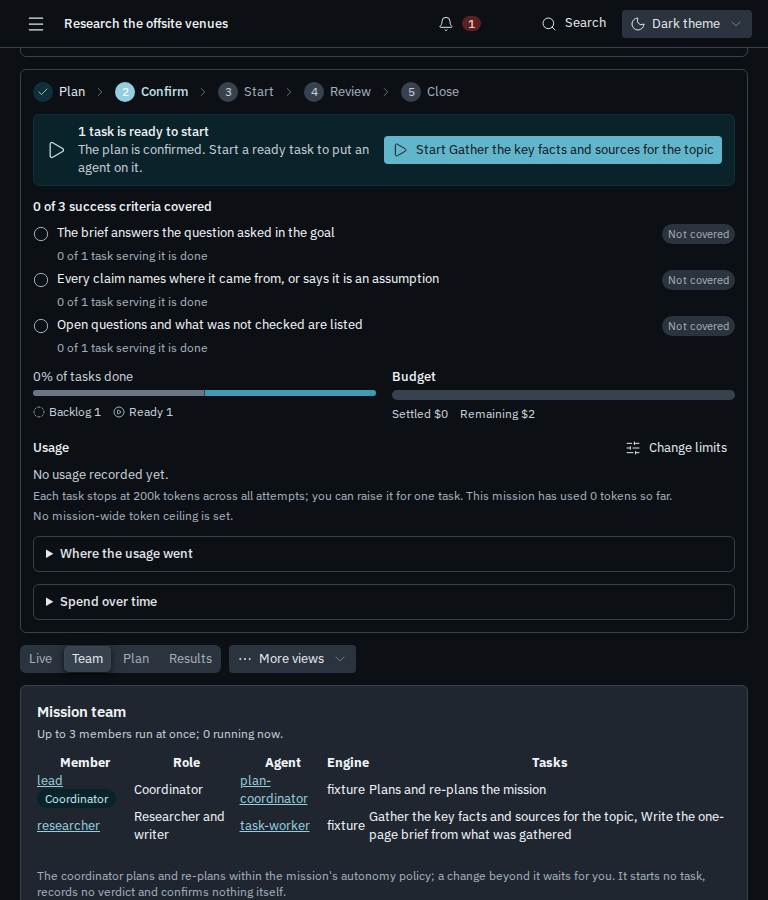 Research the offsite venues
1
Search
Dark theme
Plan
2 Confirm
3 Start
4 Review
5 Close
1 task is ready to start
The plan is confirmed. Start a ready task to put an
agent on it.
Start Gather the key facts and sources for the topic
0 of 3 success criteria covered
The brief answers the question asked in the goal
Not covered
0 of 1 task serving it is done
Every claim names where it came from, or says it is an assumption
Not covered
0 of 1 task serving it is done
Open questions and what was not checked are listed
Not covered
0 of 1 task serving it is done
0% of tasks done
Backlog 1 Ready 1
Budget
Settled $0 Remaining $2
Usage
Change limits
No usage recorded yet.
Each task stops at 200k tokens across all attempts; you can raise it for one task. This mission has used 0 tokens so far.
No mission-wide token ceiling is set.
Where the usage went
Spend over time
Live Team Plan Results
More views
Mission team
Up to 3 members run at once; 0 running now.
Member Role Agent Engine Tasks
lead
Coordinator
Coordinator
plan-
coordinator
fixture
Plans and re-plans the mission
researcher
Researcher and
writer
task-worker
fixture
Gather the key facts and sources for the topic, Write the one-
page brief from what was gathered
The coordinator plans and re-plans within the mission's autonomy policy; a change beyond it waits for you. It starts no task,
records no verdict and confirms nothing itself.